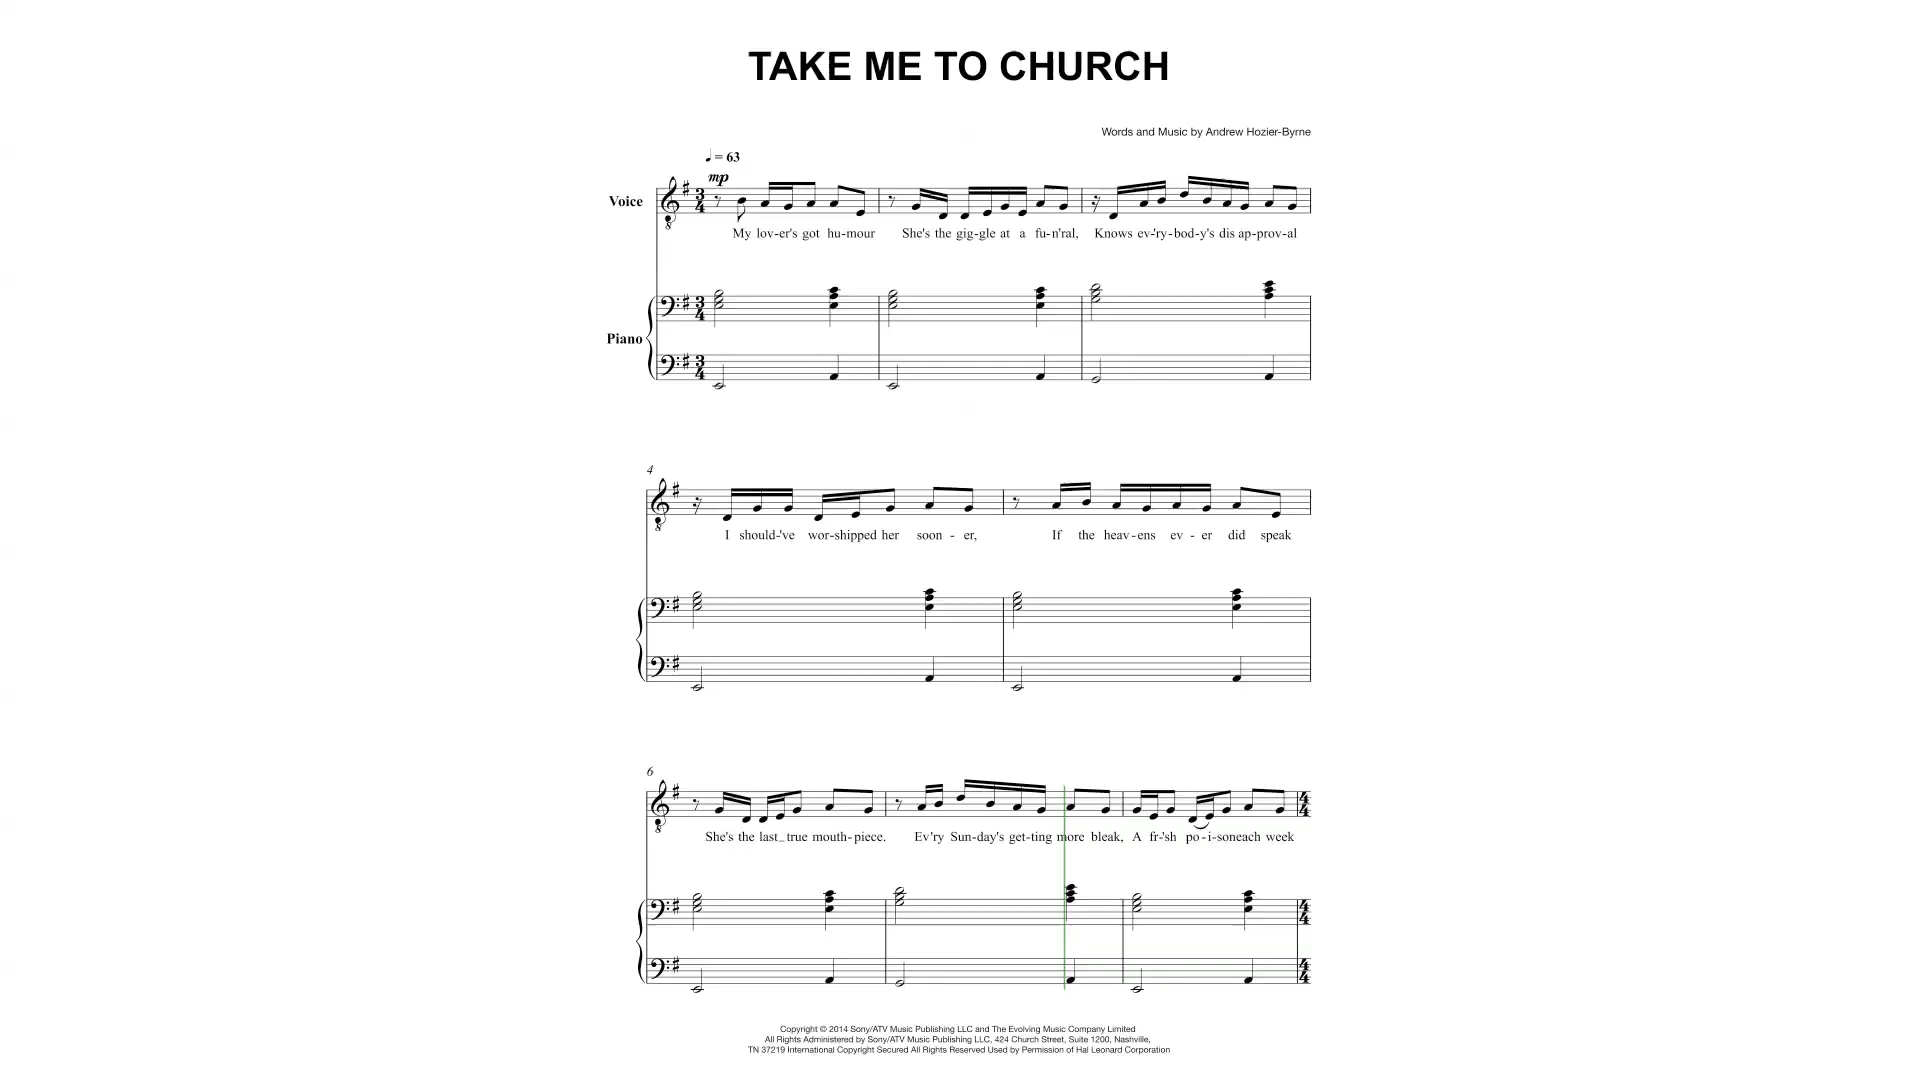 TAKE ME TO CHURCH
Words and Music by Andrew Hozier-Byrne
= 63
mp
Voice
My lov-er's got hu-mour She's the gig-gle at a fu-n'ral, Knows ev-'ry-bod-y's dis ap-prov-al
Piano
4
I should-'ve wor-shipped her soon - er, If the heav-ens ev - er did speak
6
She's the last_ true mouth-piece. Ev'ry Sun-day's get-ting more bleak, A fr-'sh po-i-soneach week
Copyright © 2014 Sony/ATV Music Publishing LLC and The Evolving Music Company Limited
All Rights Administered by Sony/ATV Music Publishing LLC, 424 Church Street, Suite 1200, Nashville,
TN 37219 International Copyright Secured All Rights Reserved Used by Permission of Hal Leonard Corporation